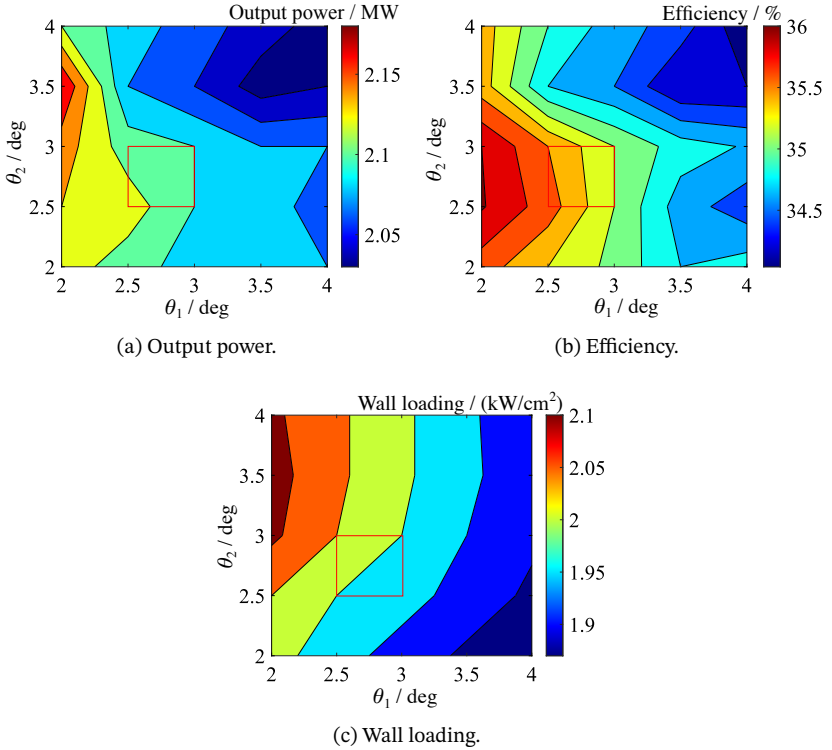 Output power / MW
4
3.5
3
2.5
2
θ2 / deg
2 2.5 3 3.5 4
θ1 / deg
2.15
2.1
2.05
(a) Output power.
Efficiency / %
4
3.5
3
2.5
2
θ2 / deg
2 2.5 3 3.5 4
θ1 / deg
36
35.5
35
34.5
(b) Efficiency.
Wall loading / (kW/cm²)
4
3.5
3
2.5
2
θ2 / deg
2 2.5 3 3.5 4
θ1 / deg
2.1
2.05
2
1.95
1.9
(c) Wall loading.